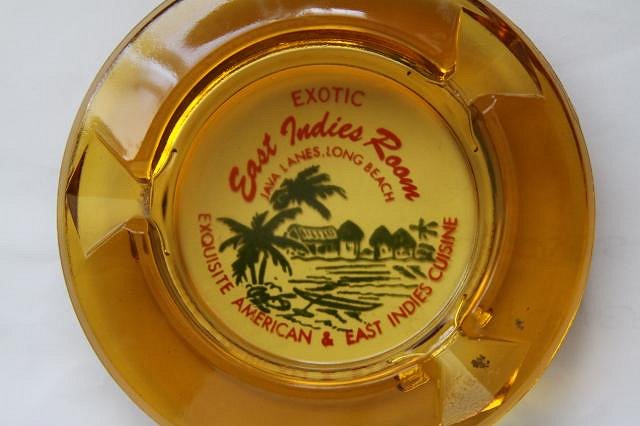 EXOTIC
East Indies Room
JAVA LANES, LONG BEACH
EXQUISITE AMERICAN & EAST INDIES CUISINE